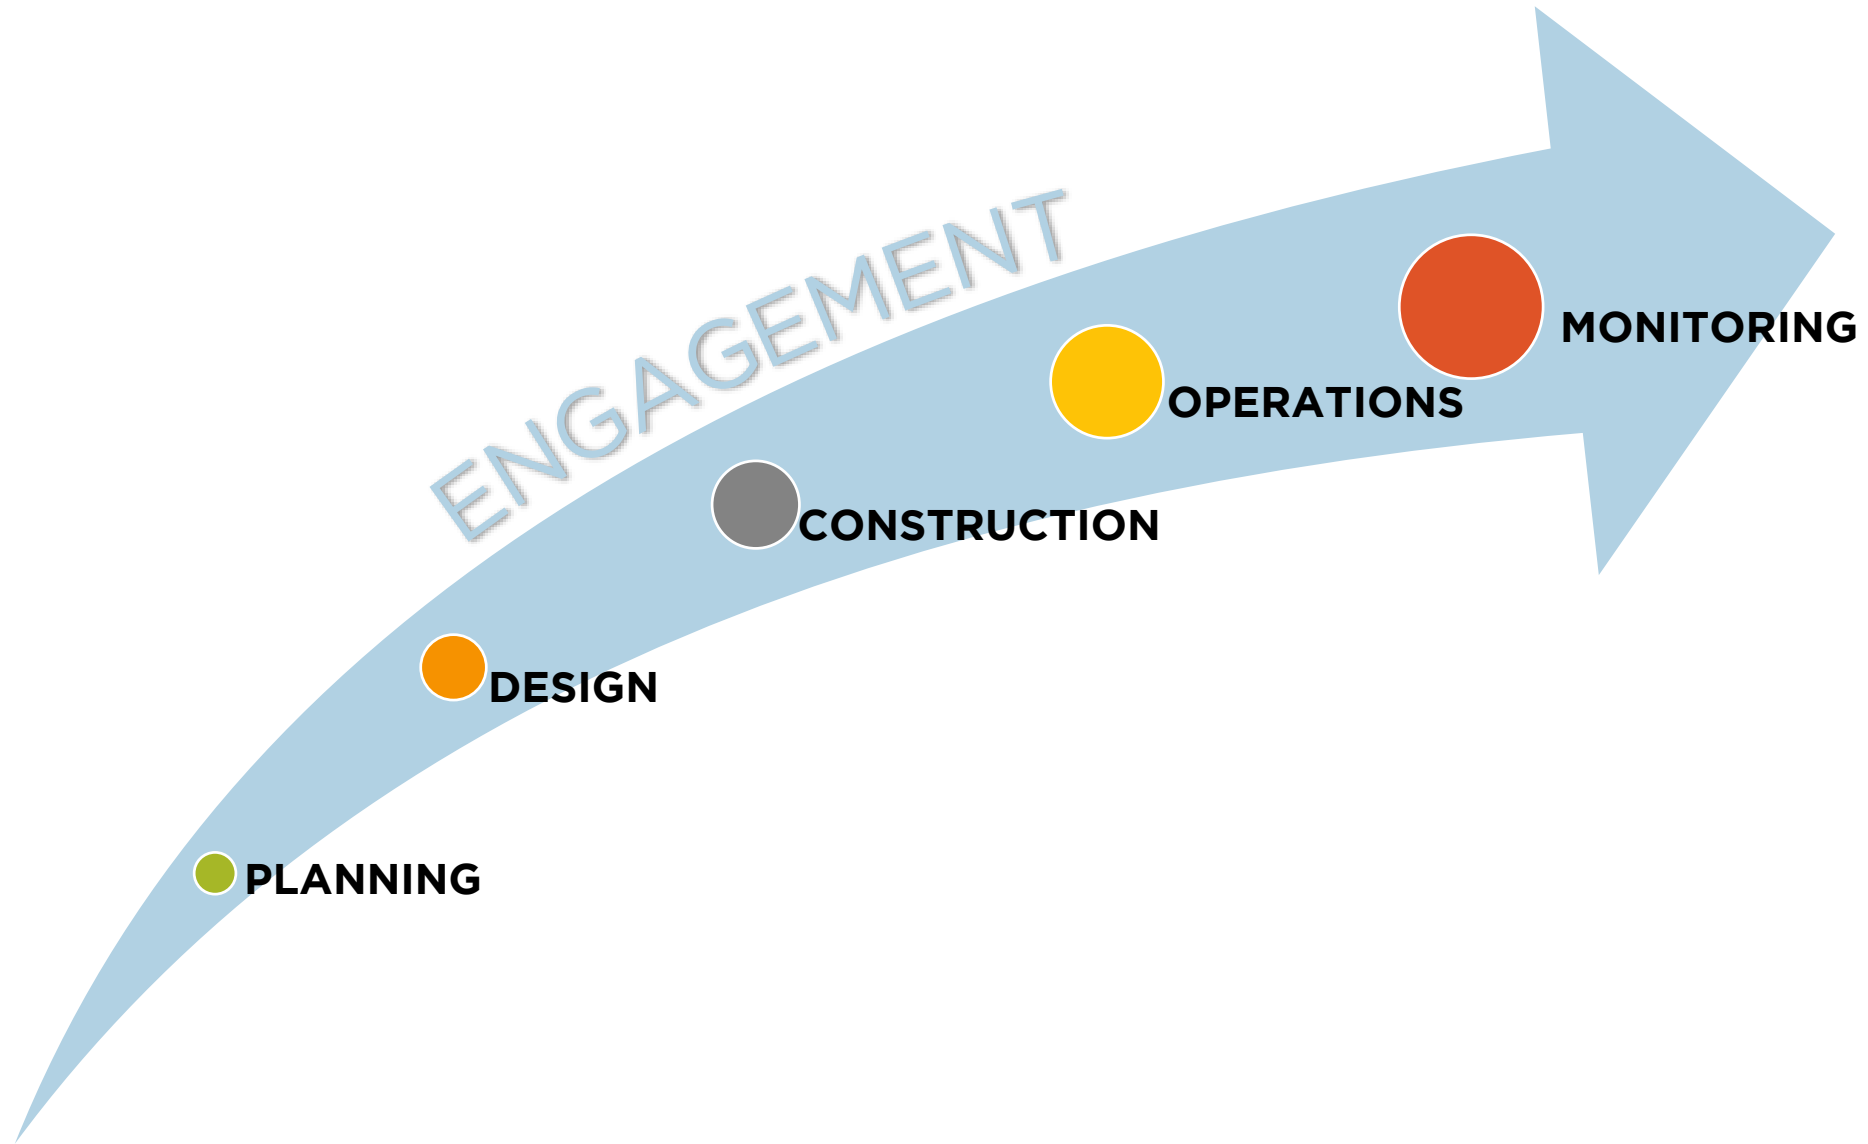 ENGAGEMENT
MONITORING
OPERATIONS
CONSTRUCTION
DESIGN
PLANNING